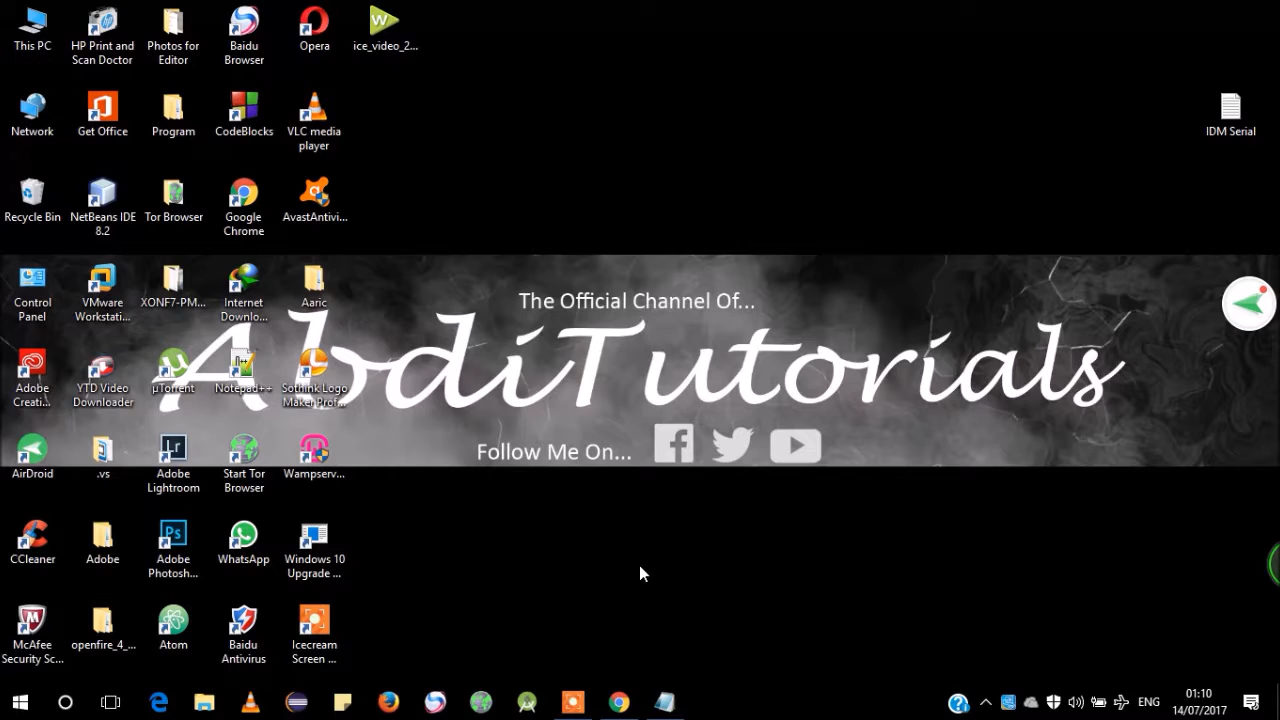 This PC
HP Print and
Scan Doctor
Photos for
Editor
Baidu
Browser
Opera
ice_video_2...
Network
Get Office
Program
CodeBlocks
VLC media
player
IDM Serial
Recycle Bin
NetBeans IDE
8.2
Tor Browser
Google
Chrome
AvastAntivi...
Control
Panel
VMware
Workstati...
XONF7-PM...
Internet
Downlo...
Aaric
The Official Channel Of...
AbdiTutorials
Adobe
Creati...
YTD Video
Downloader
µTorrent
Notepad++
Sothink Logo
Maker Prof...
Follow Me On...
AirDroid
.vs
Adobe
Lightroom
Start Tor
Browser
Wampserv...
CCleaner
Adobe
Adobe
Photosh...
WhatsApp
Windows 10
Upgrade ...
McAfee
Security Sc...
openfire_4_...
Atom
Baidu
Antivirus
Icecream
Screen ...
ENG
01:10
14/07/2017